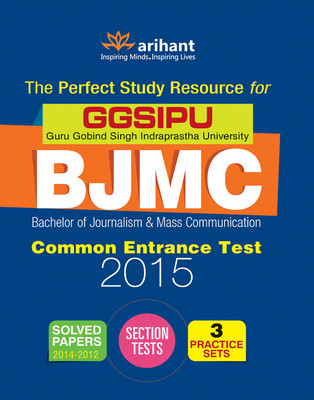 arihant
Inspiring Minds.Inspiring Lives
The Perfect Study Resource for
GGSIPU
Guru Gobind Singh Indraprastha University
BJMC
Bachelor of Journalism & Mass Communication
Common Entrance Test
2015
SOLVED
PAPERS
2014-2012
SECTION
TESTS
3
PRACTICE
SETS